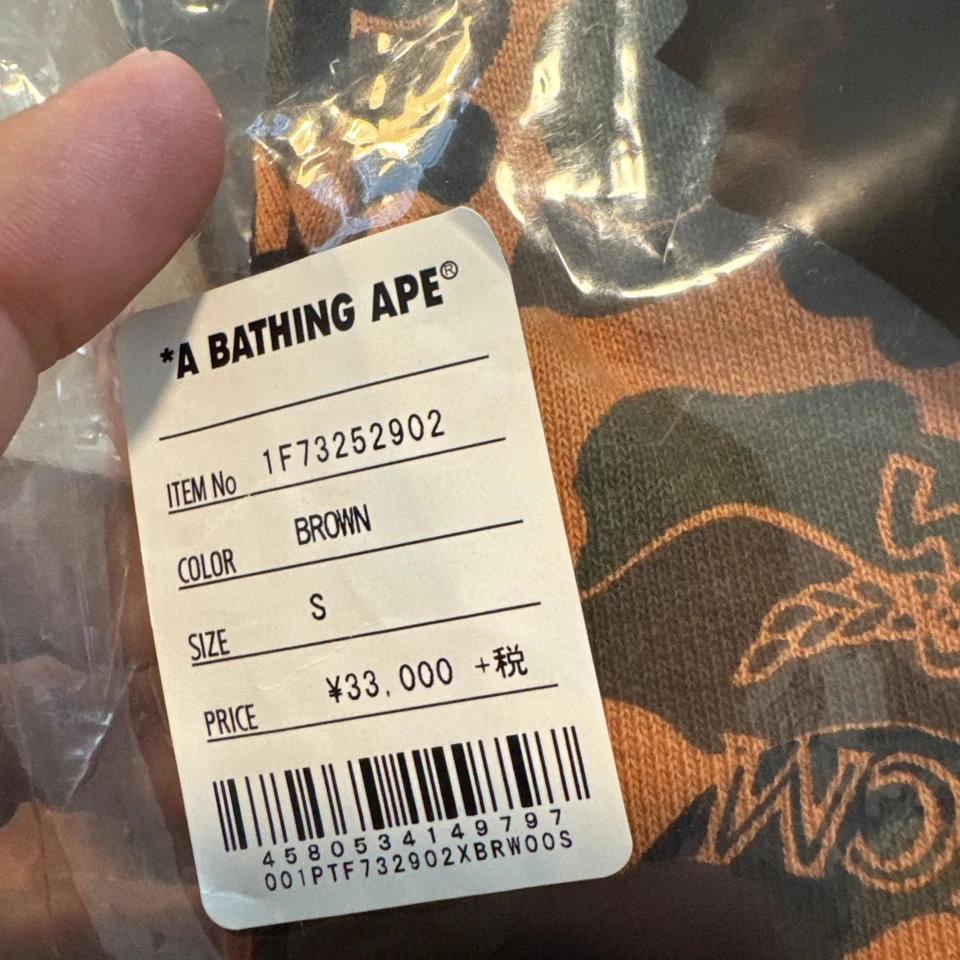 *A BATHING APE®
ITEM No 1F73252902
COLOR BROWN
SIZE S
PRICE ¥33,000 +税
4580534149797
001PTF732902XBRW00S